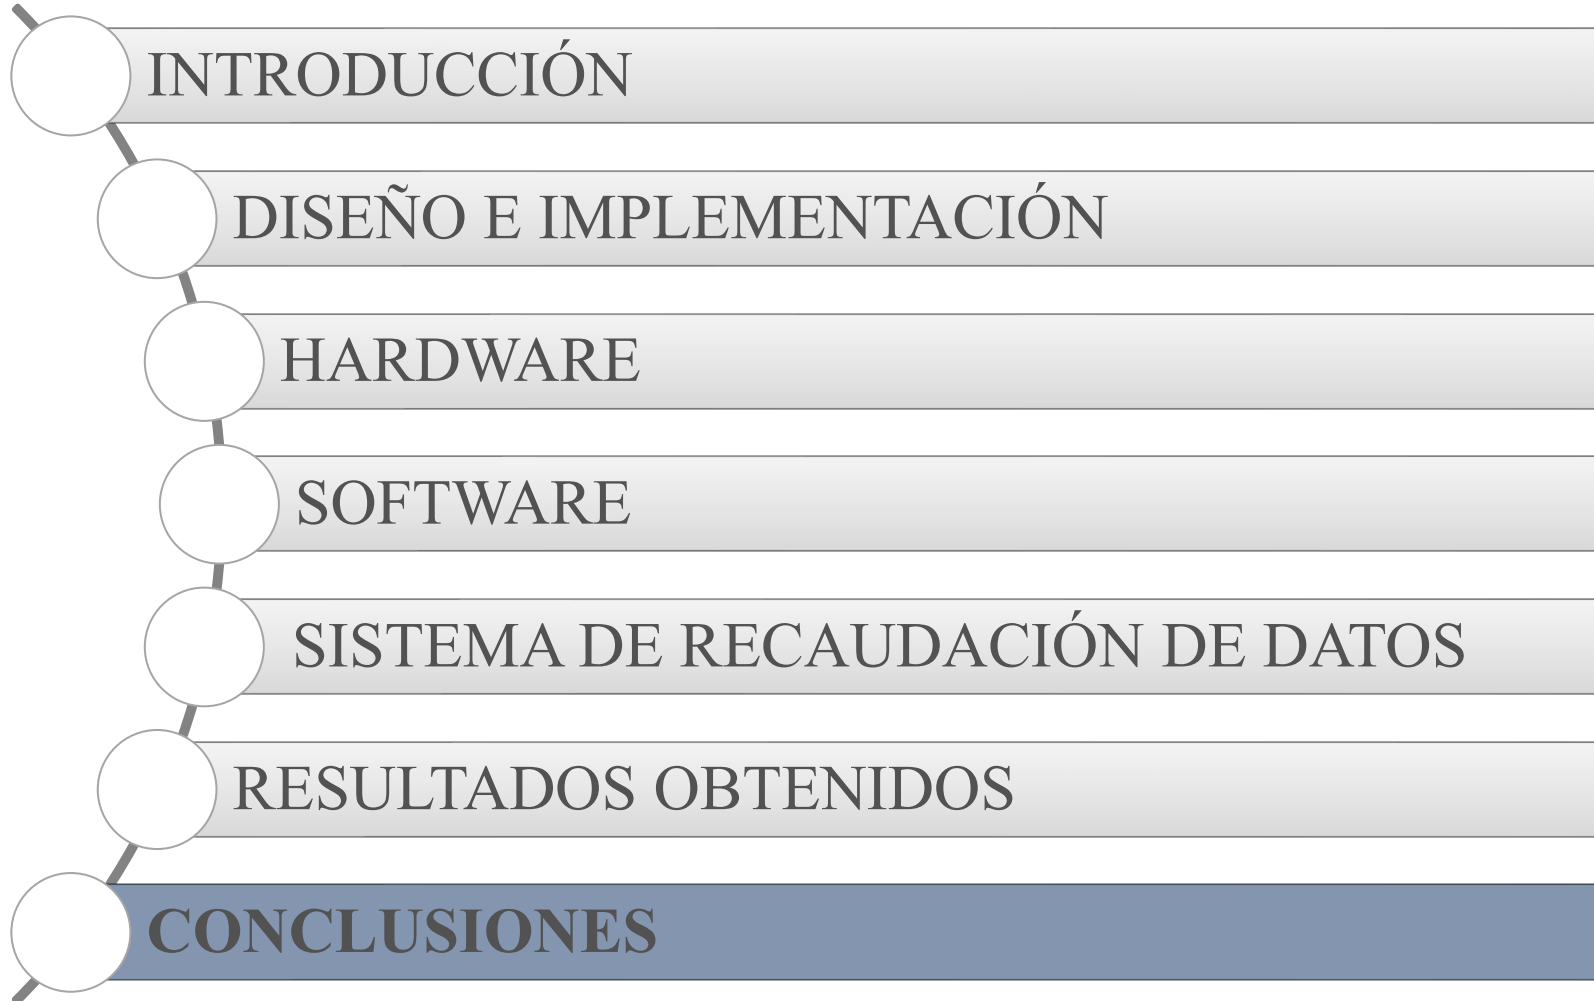 INTRODUCCIÓN
DISEÑO E IMPLEMENTACIÓN
HARDWARE
SOFTWARE
SISTEMA DE RECAUDACIÓN DE DATOS
RESULTADOS OBTENIDOS
CONCLUSIONES